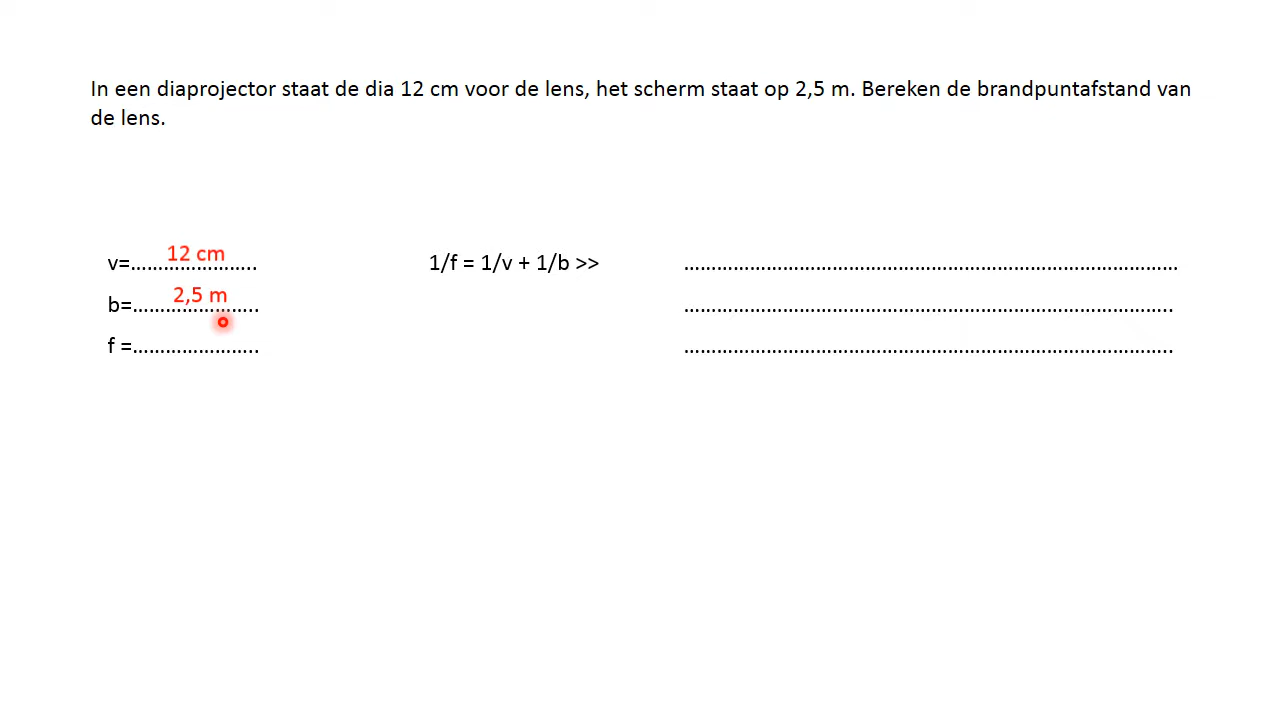 In een diaprojector staat de dia 12 cm voor de lens, het scherm staat op 2,5 m. Bereken de brandpuntafstand van
de lens.
v=....................... 12 cm 1/f = 1/v + 1/b >> ..........................................................................................
b=....................... 2,5 m ..........................................................................................
f =....................... ..........................................................................................